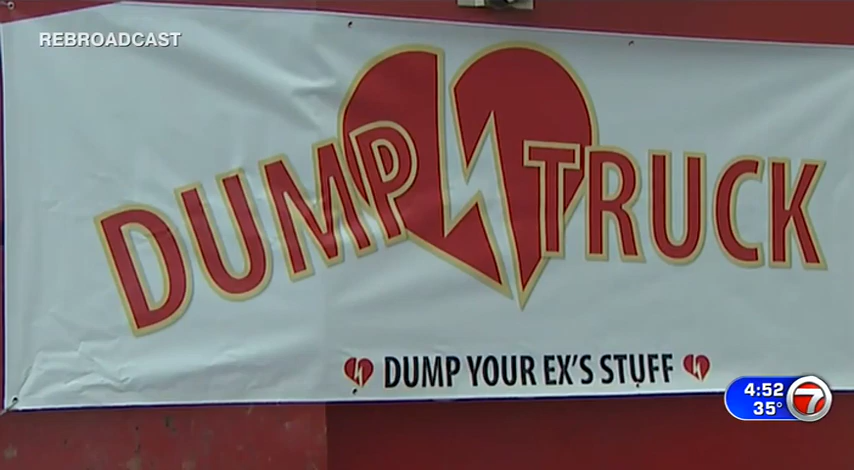 REBROADCAST
DUMP TRUCK
DUMP YOUR EX'S STUFF
4:52
35°
7